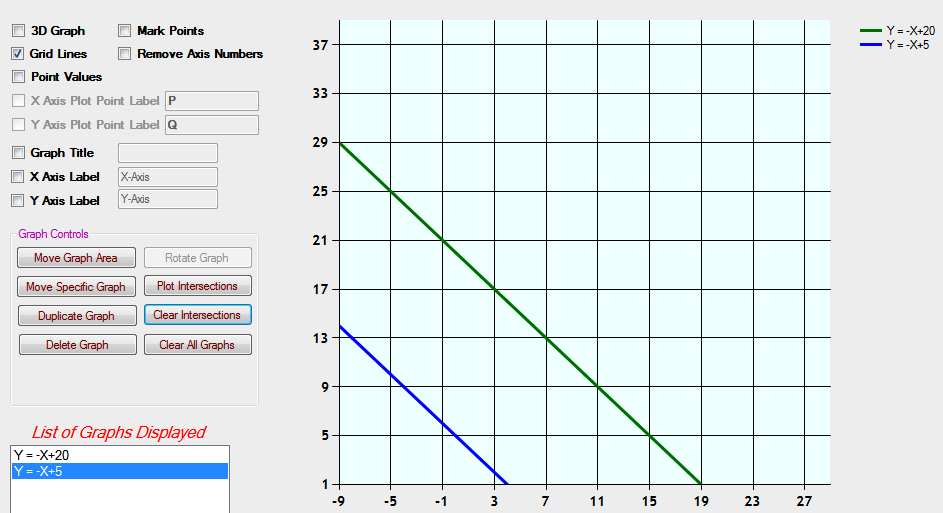 3D Graph
Mark Points
Grid Lines
Remove Axis Numbers
Point Values
X Axis Plot Point Label P
Y Axis Plot Point Label Q
Graph Title
X Axis Label X-Axis
Y Axis Label Y-Axis
Graph Controls
Move Graph Area
Rotate Graph
Move Specific Graph
Plot Intersections
Duplicate Graph
Clear Intersections
Delete Graph
Clear All Graphs
List of Graphs Displayed
Y = -X+20
Y = -X+5
37
33
29
25
21
17
13
9
5
1
-9 -5 -1 3 7 11 15 19 23 27
Y = -X+20
Y = -X+5